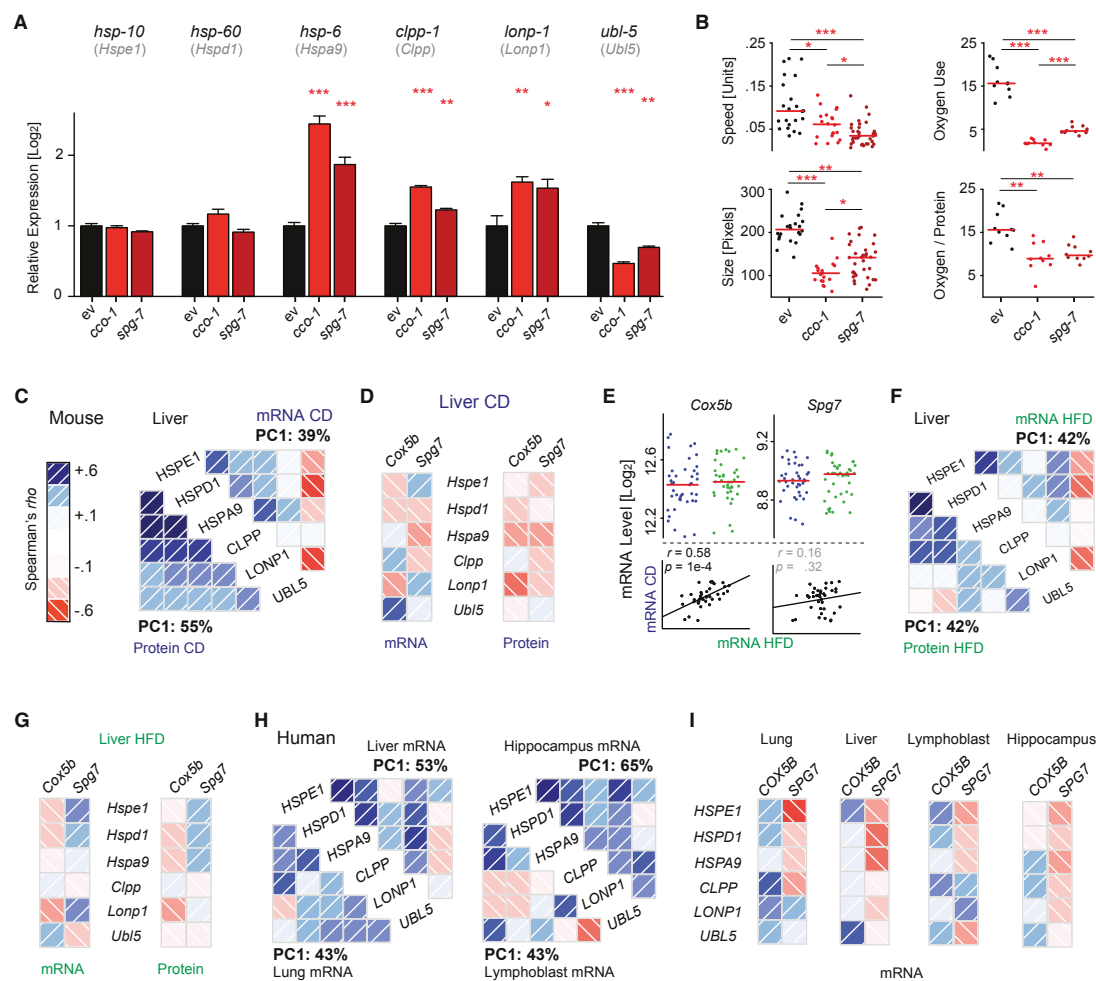 A
hsp-10 hsp-60 hsp-6 clpp-1 lonp-1 ubl-5
(Hspe1) (Hspd1) (Hspa9) (Clpp) (Lonp1) (Ubl5)
*** *** *** ** ** * *** **
Relative Expression [Log2]
2
1
0
ev cco-1 spg-7 ev cco-1 spg-7 ev cco-1 spg-7 ev cco-1 spg-7 ev cco-1 spg-7 ev cco-1 spg-7
B
Speed [Units]
.25
.15
.05
***
* *
Oxygen Use
25
15
5
***
*** ***
Size [Pixels]
300
200
100
**
*** *
Oxygen / Protein
25
15
5
**
**
ev cco-1 spg-7
ev cco-1 spg-7
C
Mouse
Liver
mRNA CD
PC1: 39%
Spearman's rho
+.6
+.1
-.1
-.6
HSPE1
HSPD1
HSPA9
CLPP
LONP1
UBL5
PC1: 55%
Protein CD
D
Liver CD
Cox5b Spg7 Cox5b Spg7
Hspe1
Hspd1
Hspa9
Clpp
Lonp1
Ubl5
mRNA Protein
E
Cox5b Spg7
mRNA Level [Log2]
12.6
12.2
9.2
8.8
r = 0.58
p = 1e-4
r = 0.16
p = .32
mRNA CD
mRNA HFD
F
Liver
mRNA HFD
PC1: 42%
HSPE1
HSPD1
HSPA9
CLPP
LONP1
UBL5
PC1: 42%
Protein HFD
G
Liver HFD
Cox5b Spg7 Cox5b Spg7
Hspe1
Hspd1
Hspa9
Clpp
Lonp1
Ubl5
mRNA Protein
H
Human
Liver mRNA
PC1: 53%
HSPE1
HSPD1
HSPA9
CLPP
LONP1
UBL5
PC1: 43%
Lung mRNA
Hippocampus mRNA
PC1: 65%
HSPE1
HSPD1
HSPA9
CLPP
LONP1
UBL5
PC1: 43%
Lymphoblast mRNA
I
Lung Liver Lymphoblast Hippocampus
COX5B SPG7 COX5B SPG7 COX5B SPG7 COX5B SPG7
HSPE1
HSPD1
HSPA9
CLPP
LONP1
UBL5
mRNA